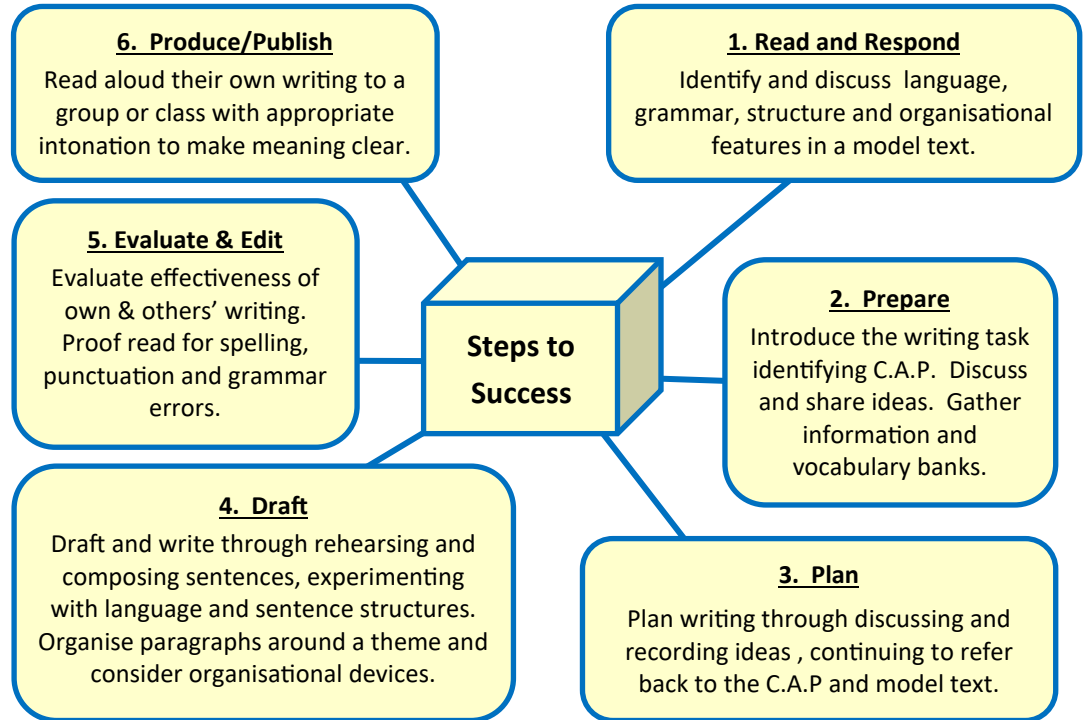 6. Produce/Publish
Read aloud their own writing to a
group or class with appropriate
intonation to make meaning clear.
1. Read and Respond
Identify and discuss language,
grammar, structure and organisational
features in a model text.
5. Evaluate & Edit
Evaluate effectiveness of
own & others’ writing.
Proof read for spelling,
punctuation and grammar
errors.
Steps to
Success
2. Prepare
Introduce the writing task
identifying C.A.P. Discuss
and share ideas. Gather
information and
vocabulary banks.
4. Draft
Draft and write through rehearsing and
composing sentences, experimenting
with language and sentence structures.
Organise paragraphs around a theme and
consider organisational devices.
3. Plan
Plan writing through discussing and
recording ideas , continuing to refer
back to the C.A.P and model text.